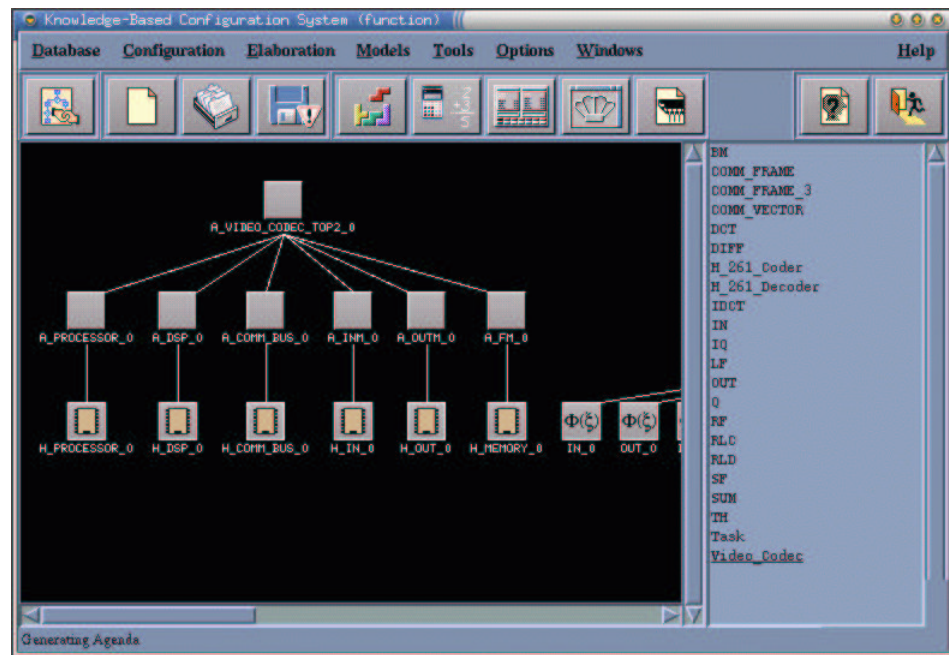 Knowledge-Based Configuration System (function)
Database Configuration Elaboration Models Tools Options Windows Help
A_VIDEO_CODEC_TOP2_0
A_PROCESSOR_0 A_DSP_0 A_COMM_BUS_0 A_INM_0 A_OUTM_0 A_FM_0
Φ(ξ) Φ(ξ)
H_PROCESSOR_0 H_DSP_0 H_COMM_BUS_0 H_IN_0 H_OUT_0 H_MEMORY_0 IN_0 OUT_0
BM
COMM_FRAME
COMM_FRAME_3
COMM_VECTOR
DCT
DIFF
H_261_Coder
H_261_Decoder
IDCT
IN
IQ
LF
OUT
Q
RF
RLC
RLD
SF
SUM
TH
Task
Video_Codec
Generating Agenda